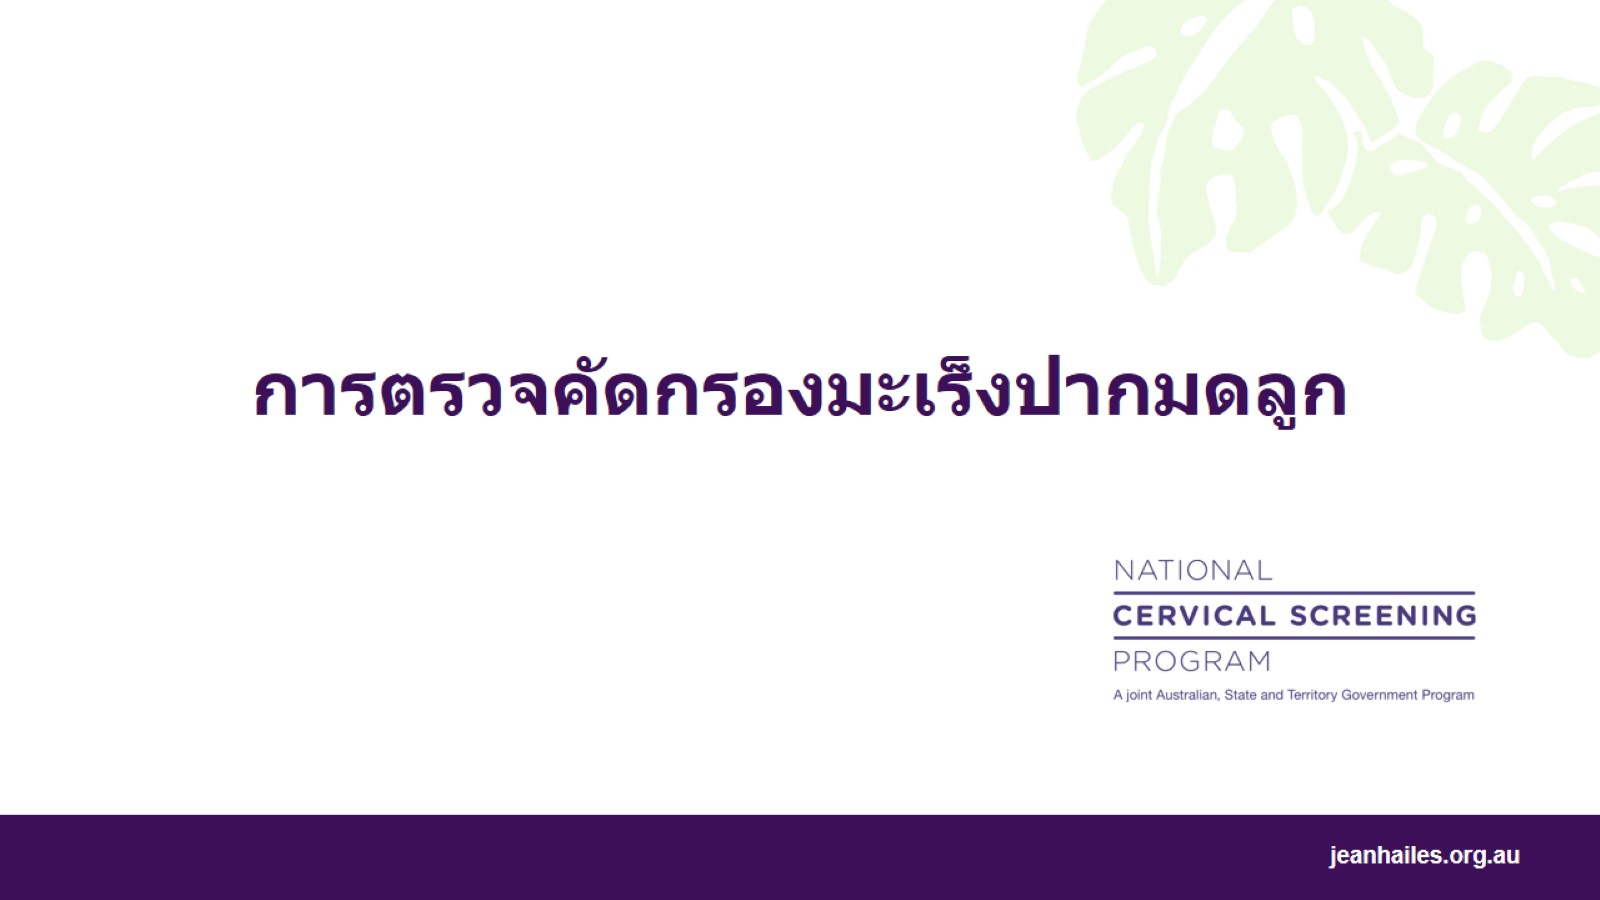 การตรวจคัดกรองมะเร็งปากมดลูก
NATIONAL
CERVICAL SCREENING
PROGRAM
A joint Australian, State and Territory Government Program
jeanhailes.org.au